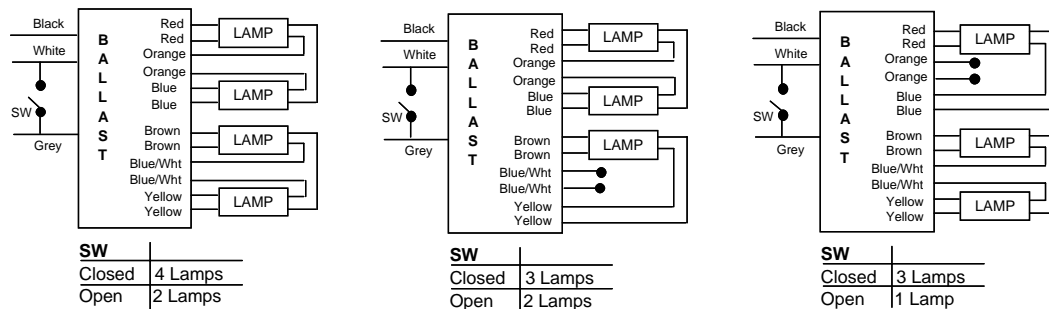 Black
White
SW
Grey
BALLAST
Red
Red
Orange
Orange
Blue
Blue
Brown
Brown
Blue/Wht
Blue/Wht
Yellow
Yellow
LAMP
LAMP
LAMP
LAMP
SW
Closed 4 Lamps
Open 2 Lamps
Black
White
SW
Grey
BALLAST
Red
Red
Orange
Orange
Blue
Blue
Brown
Brown
Blue/Wht
Blue/Wht
Yellow
Yellow
LAMP
LAMP
LAMP
SW
Closed 3 Lamps
Open 2 Lamps
Black
White
SW
Grey
BALLAST
Red
Red
Orange
Orange
Blue
Blue
Brown
Brown
Blue/Wht
Blue/Wht
Yellow
Yellow
LAMP
LAMP
LAMP
SW
Closed 3 Lamps
Open 1 Lamp